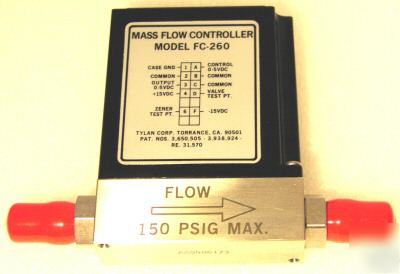 MASS FLOW CONTROLLER
MODEL FC-260
CASE GND 1 A CONTROL 0-5VDC
COMMON 2 B COMMON
OUTPUT 0-5VDC 3 C COMMON
+15VDC 4 D VALVE TEST PT.
ZENER TEST PT. 6 F -15VDC
TYLAN CORP. TORRANCE, CA. 90501
PAT. NOS. 3,650,505 - 3,938,924 -
RE. 31,570
FLOW
150 PSIG MAX.